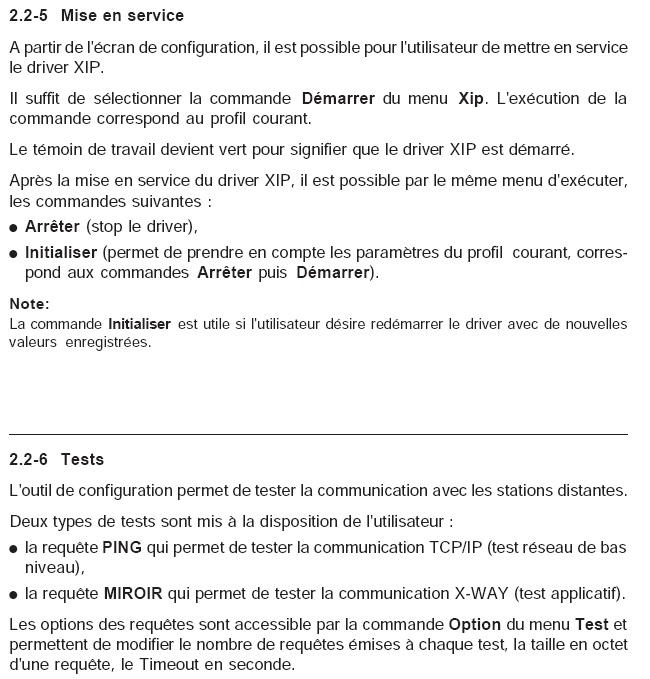 2.2-5 Mise en service
A partir de l'écran de configuration, il est possible pour l'utilisateur de mettre en service
le driver XIP.
Il suffit de sélectionner la commande Démarrer du menu Xip. L'exécution de la
commande correspond au profil courant.
Le témoin de travail devient vert pour signifier que le driver XIP est démarré.
Après la mise en service du driver XIP, il est possible par le même menu d'exécuter,
les commandes suivantes :
● Arrêter (stop le driver),
● Initialiser (permet de prendre en compte les paramètres du profil courant, corres-
pond aux commandes Arrêter puis Démarrer).
Note:
La commande Initialiser est utile si l'utilisateur désire redémarrer le driver avec de nouvelles
valeurs enregistrées.
2.2-6 Tests
L'outil de configuration permet de tester la communication avec les stations distantes.
Deux types de tests sont mis à la disposition de l'utilisateur :
● la requête PING qui permet de tester la communication TCP/IP (test réseau de bas
niveau),
● la requête MIROIR qui permet de tester la communication X-WAY (test applicatif).
Les options des requêtes sont accessible par la commande Option du menu Test et
permettent de modifier le nombre de requêtes émises à chaque test, la taille en octet
d'une requête, le Timeout en seconde.